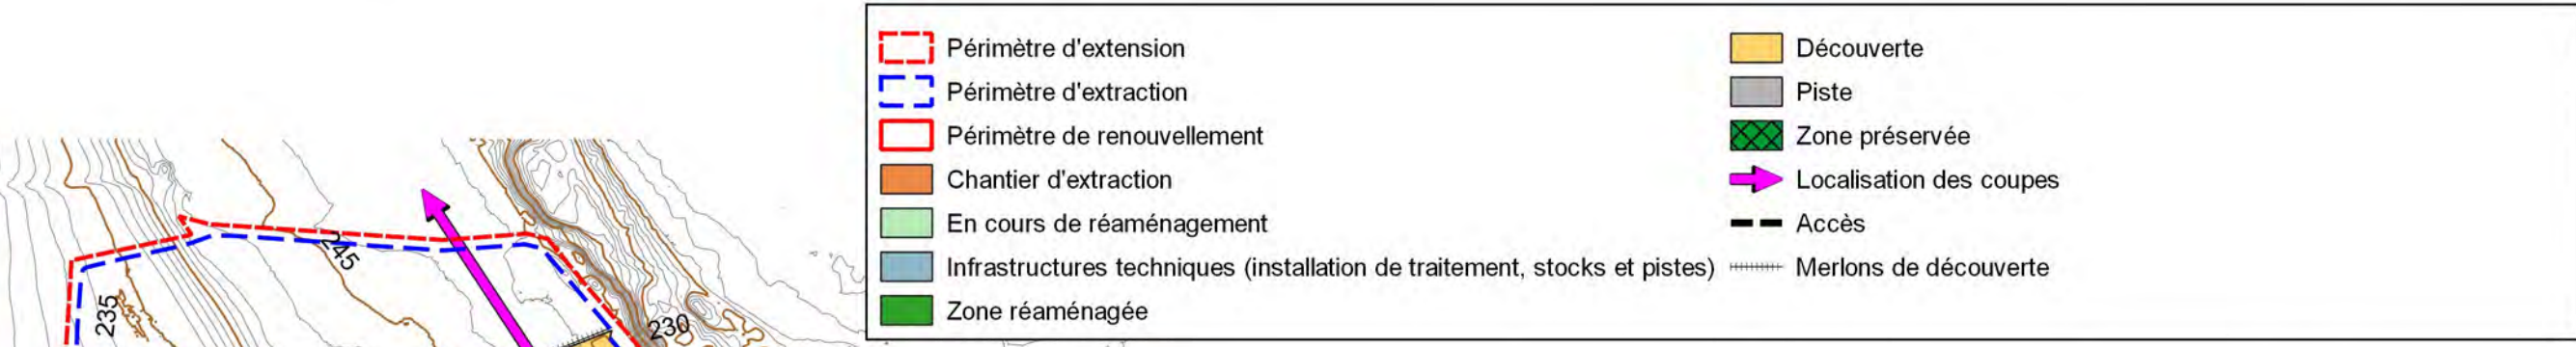 Périmètre d'extension
Périmètre d'extraction
Périmètre de renouvellement
Chantier d'extraction
En cours de réaménagement
Infrastructures techniques (installation de traitement, stocks et pistes)
Zone réaménagée
Découverte
Piste
Zone préservée
Localisation des coupes
Accès
Merlons de découverte
245
235
230